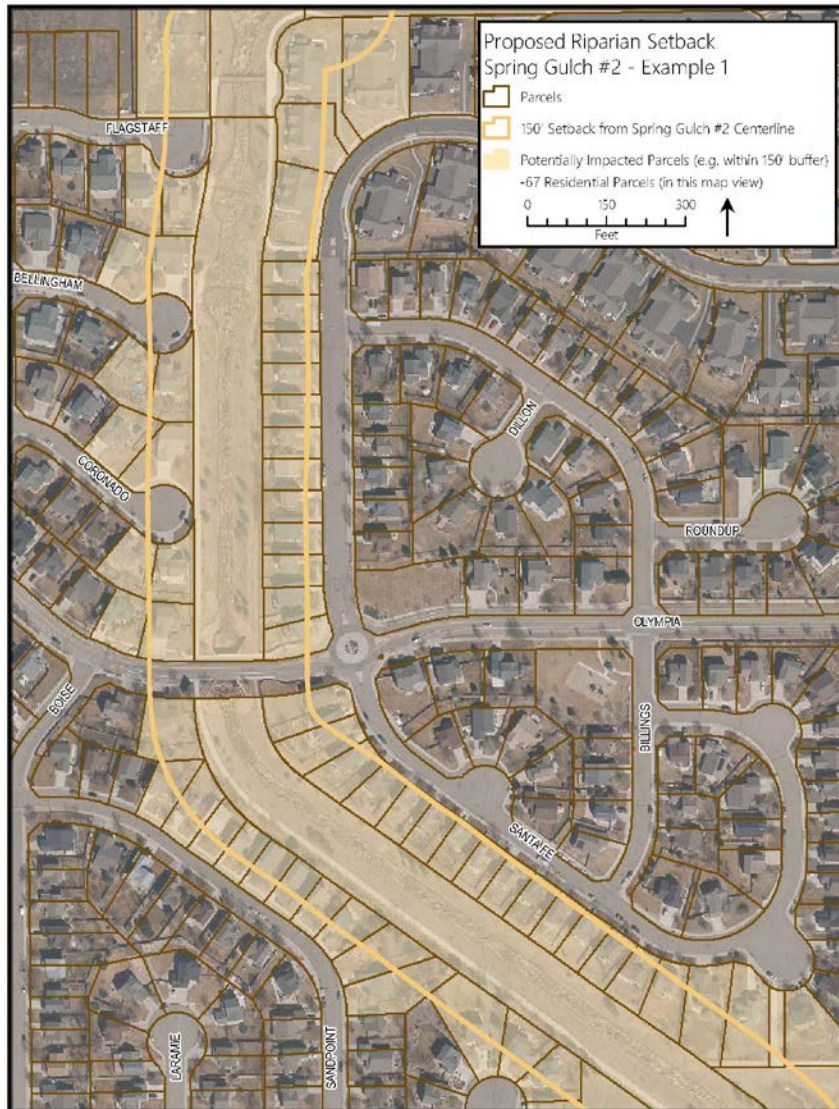 Proposed Riparian Setback
Spring Gulch #2 - Example 1
Parcels
150' Setback from Spring Gulch #2 Centerline
Potentially Impacted Parcels (e.g. within 150' buffer)
-67 Residential Parcels (in this map view)
0 150 300
Feet
FLAGSTAFF
BELLINGHAM
DILLON
CORONADO
ROUNDUP
OLYMPIA
BOISE
BILLINGS
SANTA FE
LARAMIE
SANDPOINT